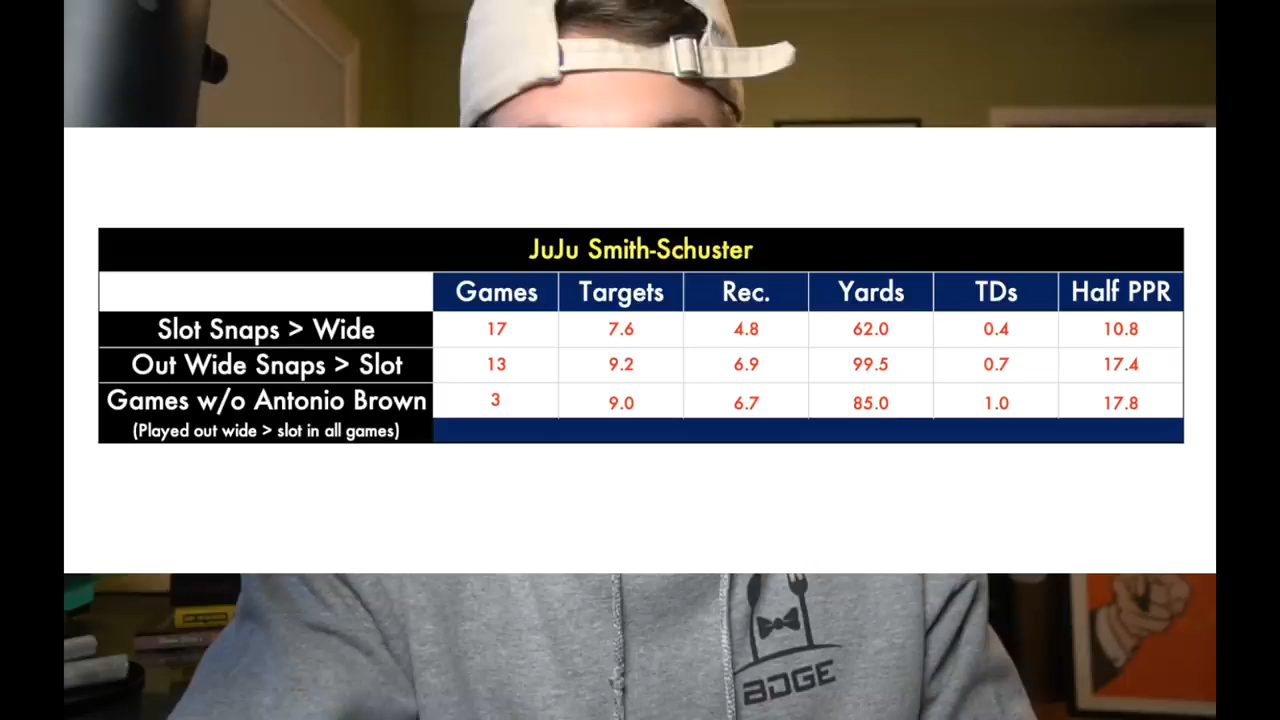 JuJu Smith-Schuster
Games Targets Rec. Yards TDs Half PPR
Slot Snaps > Wide 17 7.6 4.8 62.0 0.4 10.8
Out Wide Snaps > Slot 13 9.2 6.9 99.5 0.7 17.4
Games w/o Antonio Brown 3 9.0 6.7 85.0 1.0 17.8
(Played out wide > slot in all games)
BDGE